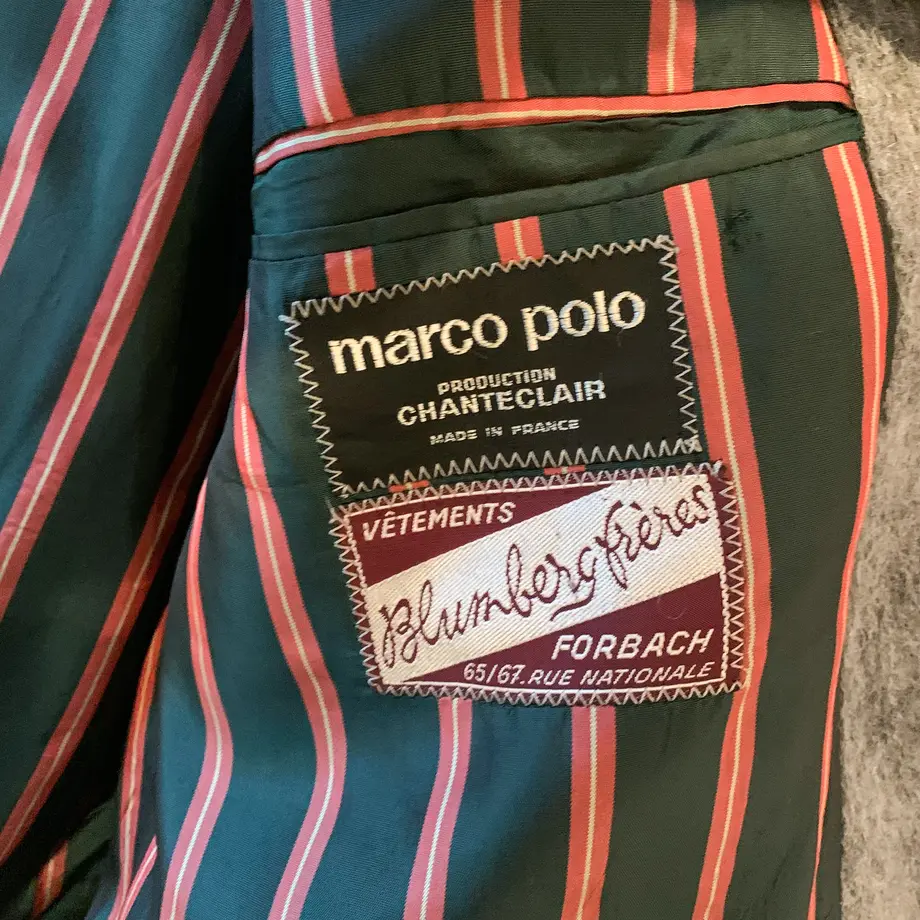 marco polo
PRODUCTION
CHANTECLAIR
MADE IN FRANCE
VÊTEMENTS
Blumberg frères
FORBACH
65/67. RUE NATIONALE